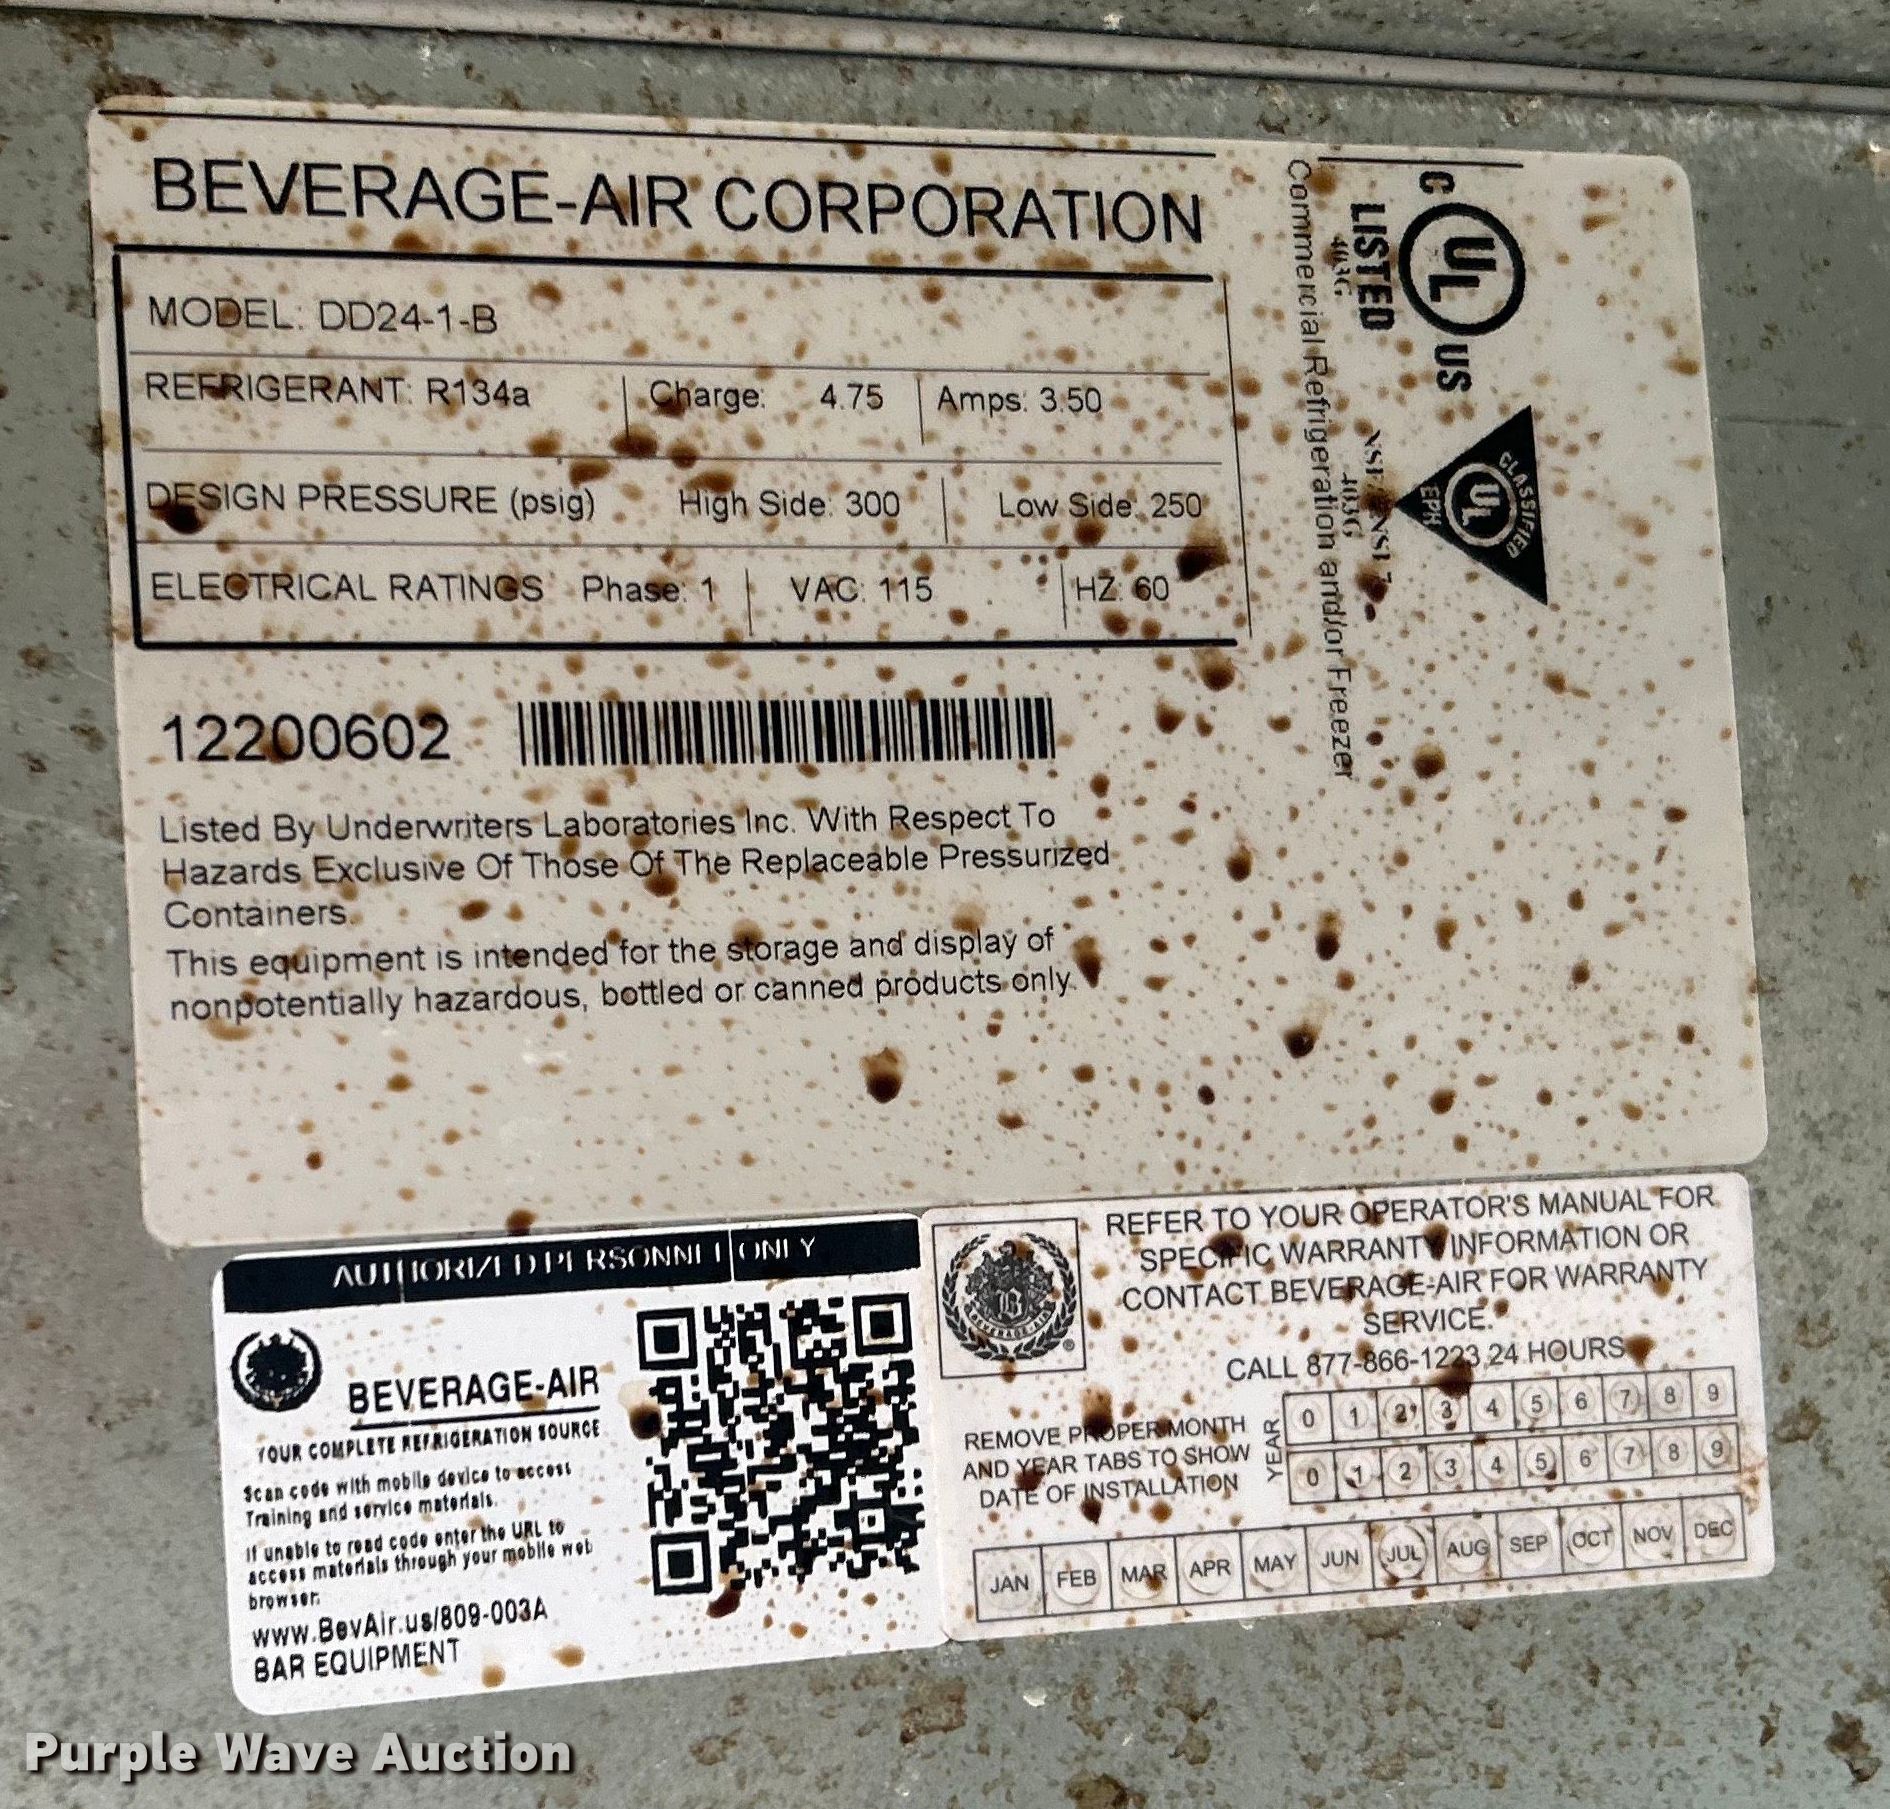 BEVERAGE-AIR CORPORATION
MODEL: DD24-1-B
REFRIGERANT: R134a Charge: 4.75 Amps: 3.50
DESIGN PRESSURE (psig) High Side: 300 Low Side: 250
ELECTRICAL RATINGS Phase: 1 VAC: 115 HZ: 60
12200602
Listed By Underwriters Laboratories Inc. With Respect To
Hazards Exclusive Of Those Of The Replaceable Pressurized
Containers.
This equipment is intended for the storage and display of
nonpotentially hazardous, bottled or canned products only.
C UL US
LISTED
403G
Commercial Refrigeration and/or Freezer
CLASSIFIED
UL
EPH
NSF/ANSI 7
403G
AUTHORIZED PERSONNEL ONLY
BEVERAGE-AIR
YOUR COMPLETE REFRIGERATION SOURCE
Scan code with mobile device to access
Training and service materials.
If unable to read code enter the URL to
access materials through your mobile web
browser:
www.BevAir.us/809-003A
BAR EQUIPMENT
B
BEVERAGE-AIR
®
REFER TO YOUR OPERATOR'S MANUAL FOR
SPECIFIC WARRANTY INFORMATION OR
CONTACT BEVERAGE-AIR FOR WARRANTY
SERVICE.
CALL 877-866-1223 24 HOURS
REMOVE PROPER MONTH
AND YEAR TABS TO SHOW
DATE OF INSTALLATION
YEAR
0 1 2 3 4 5 6 7 8 9
0 1 2 3 4 5 6 7 8 9
JAN FEB MAR APR MAY JUN JUL AUG SEP OCT NOV DEC
Purple Wave Auction